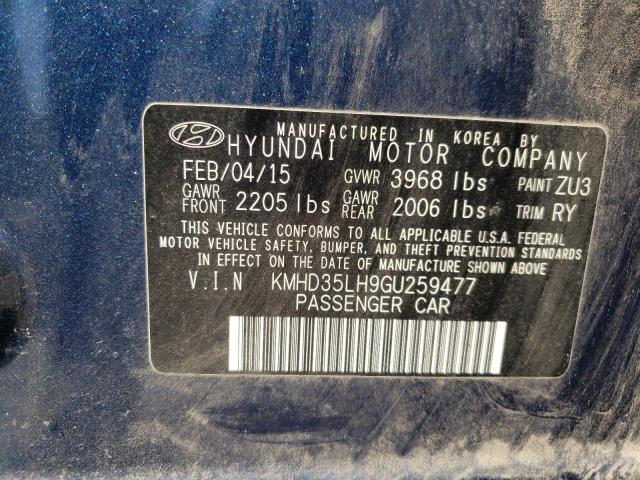 MANUFACTURED IN KOREA BY
HYUNDAI MOTOR COMPANY
FEB/04/15 GVWR 3968 lbs PAINT ZU3
GAWR FRONT 2205 lbs GAWR REAR 2006 lbs TRIM RY
THIS VEHICLE CONFORMS TO ALL APPLICABLE U.S.A. FEDERAL
MOTOR VEHICLE SAFETY, BUMPER, AND THEFT PREVENTION STANDARDS
IN EFFECT ON THE DATE OF MANUFACTURE SHOWN ABOVE.
V.I.N KMHD35LH9GU259477
PASSENGER CAR